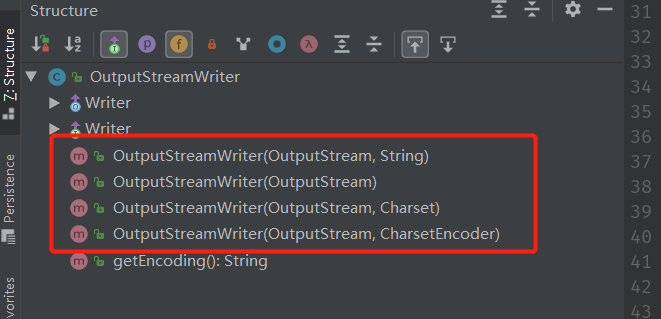 Structure
OutputStreamWriter
Writer
Writer
OutputStreamWriter(OutputStream, String)
OutputStreamWriter(OutputStream)
OutputStreamWriter(OutputStream, Charset)
OutputStreamWriter(OutputStream, CharsetEncoder)
getEncoding(): String
Z: Structure
Persistence
vorites
31
32
33
34
35
36
37
38
39
40
41
42
43